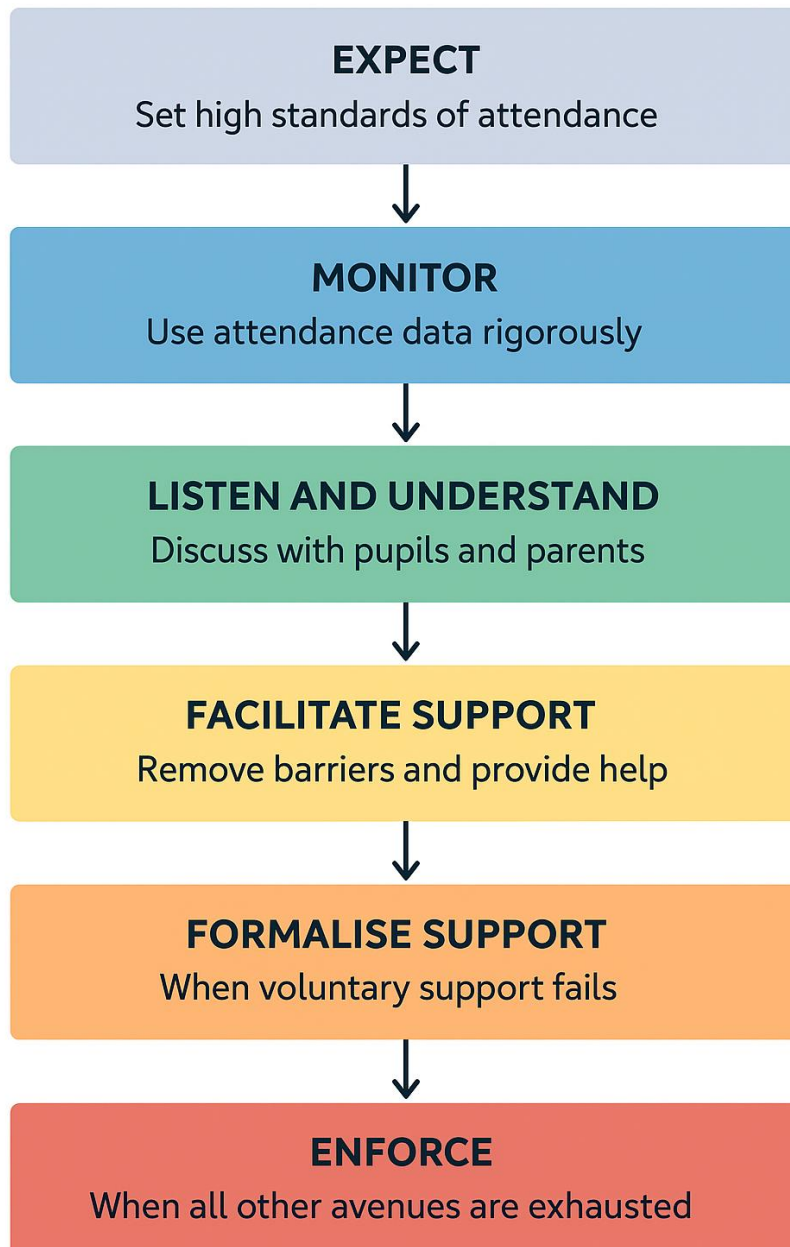 EXPECT
Set high standards of attendance
MONITOR
Use attendance data rigorously
LISTEN AND UNDERSTAND
Discuss with pupils and parents
FACILITATE SUPPORT
Remove barriers and provide help
FORMALISE SUPPORT
When voluntary support fails
ENFORCE
When all other avenues are exhausted